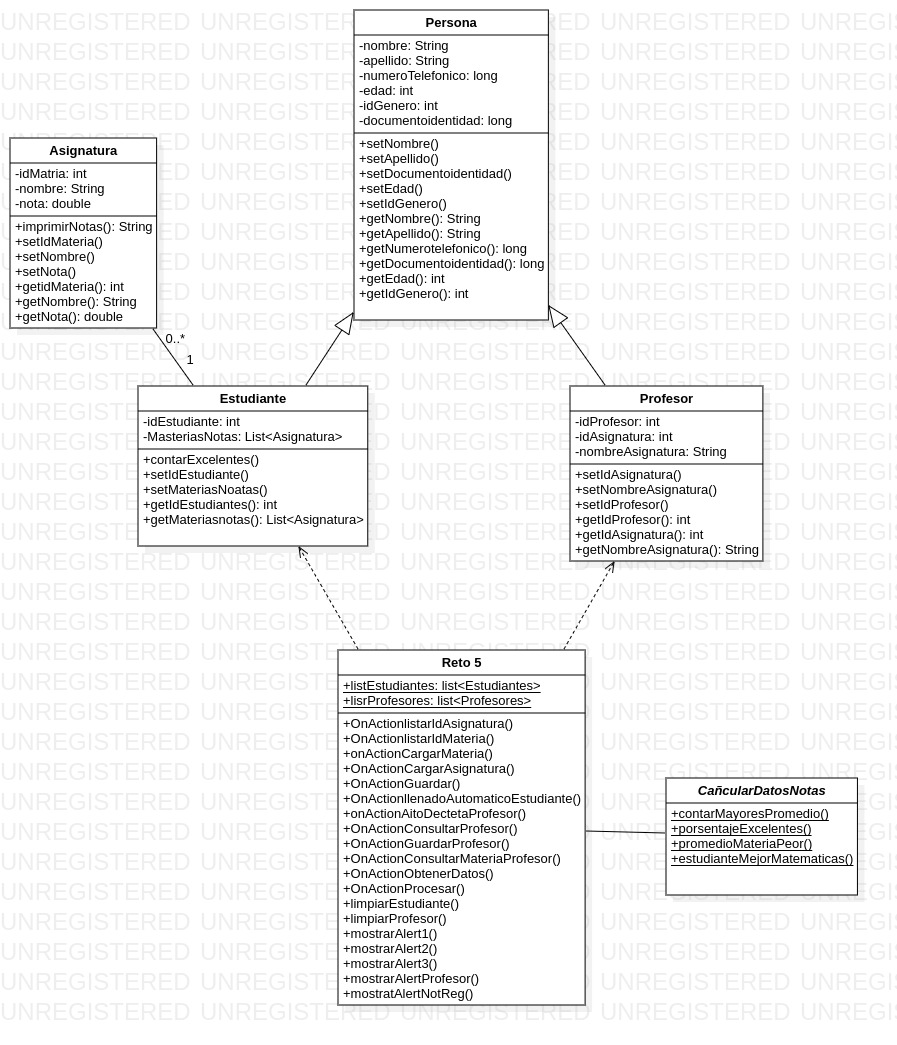 Persona
-nombre: String
-apellido: String
-numeroTelefonico: long
-edad: int
-idGenero: int
-documentoidentidad: long
+setNombre()
+setApellido()
+setDocumentoidentidad()
+setEdad()
+setIdGenero()
+getNombre(): String
+getApellido(): String
+getNumerotelefonico(): long
+getDocumentoidentidad(): long
+getEdad(): int
+getIdGenero(): int
Asignatura
-idMatria: int
-nombre: String
-nota: double
+imprimirNotas(): String
+setIdMateria()
+setNombre()
+setNota()
+getidMateria(): int
+getNombre(): String
+getNota(): double
0..*
1
Estudiante
-idEstudiante: int
-MasteriasNotas: List<Asignatura>
+contarExcelentes()
+setIdEstudiante()
+setMateriasNoatas()
+getIdEstudiantes(): int
+getMateriasnotas(): List<Asignatura>
Profesor
-idProfesor: int
-idAsignatura: int
-nombreAsignatura: String
+setIdAsignatura()
+setNombreAsignatura()
+setIdProfesor()
+getIdProfesor(): int
+getIdAsignatura(): int
+getNombreAsignatura(): String
Reto 5
+listEstudiantes: list<Estudiantes>
+lisrProfesores: list<Profesores>
+OnActionlistarIdAsignatura()
+OnActionlistarIdMateria()
+onActionCargarMateria()
+OnActionCargarAsignatura()
+OnActionGuardar()
+OnActionllenadoAutomaticoEstudiante()
+onActionAitoDectetaProfesor()
+OnActionConsultarProfesor()
+OnActionGuardarProfesor()
+OnActionConsultarMateriaProfesor()
+OnActionObtenerDatos()
+OnActionProcesar()
+limpiarEstudiante()
+limpiarProfesor()
+mostrarAlert1()
+mostrarAlert2()
+mostrarAlert3()
+mostrarAlertProfesor()
+mostratAlertNotReg()
CañcularDatosNotas
+contarMayoresPromedio()
+porsentajeExcelentes()
+promedioMateriaPeor()
+estudianteMejorMatematicas()